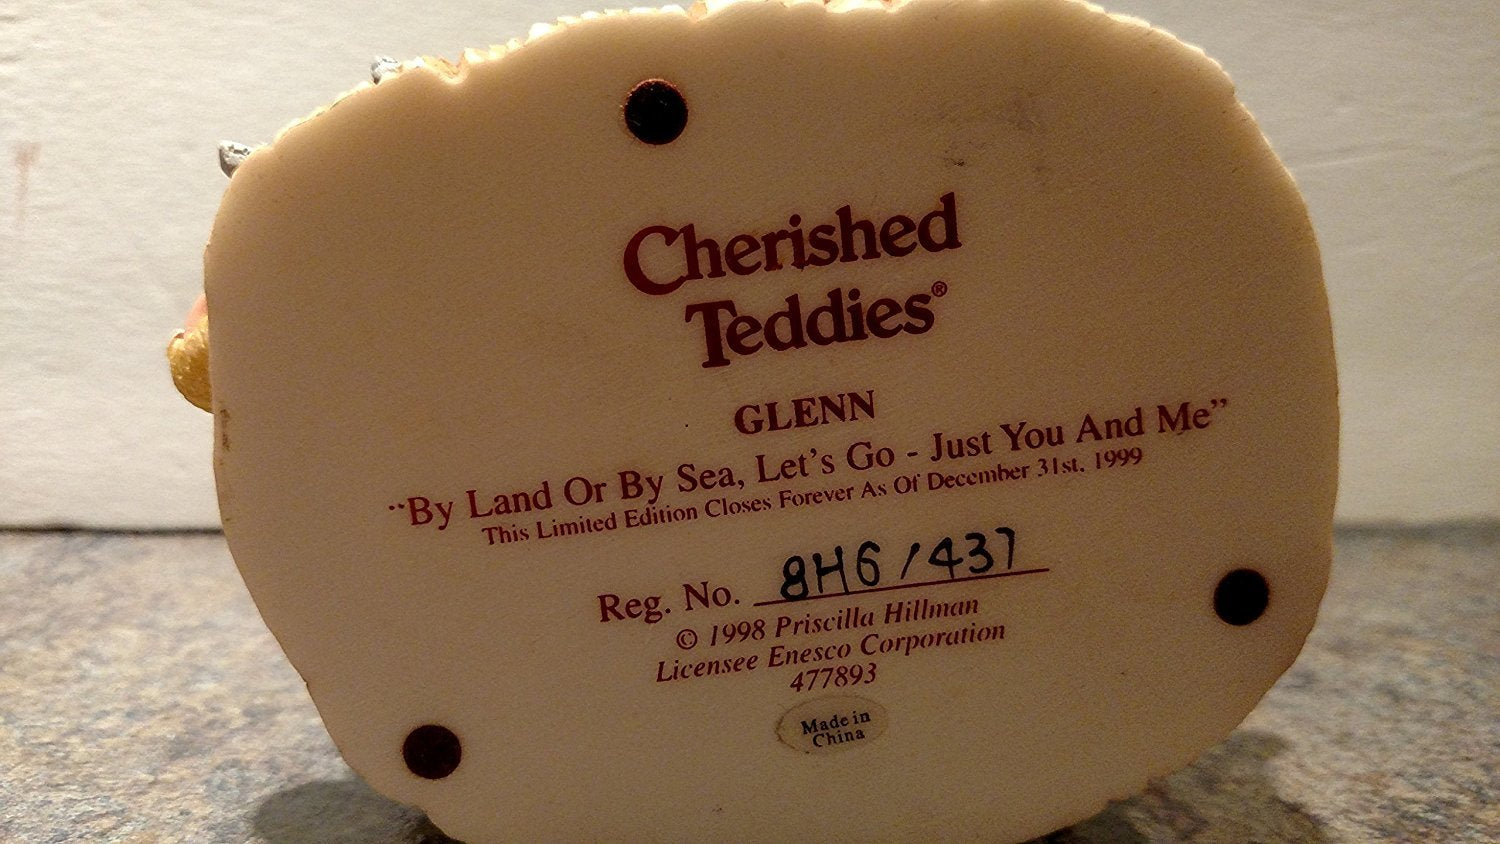 Cherished
Teddies®
GLENN
"By Land Or By Sea, Let's Go - Just You And Me"
This Limited Edition Closes Forever As Of December 31st, 1999
Reg. No. 8H6/437
© 1998 Priscilla Hillman
Licensee Enesco Corporation
477893
Made in
China